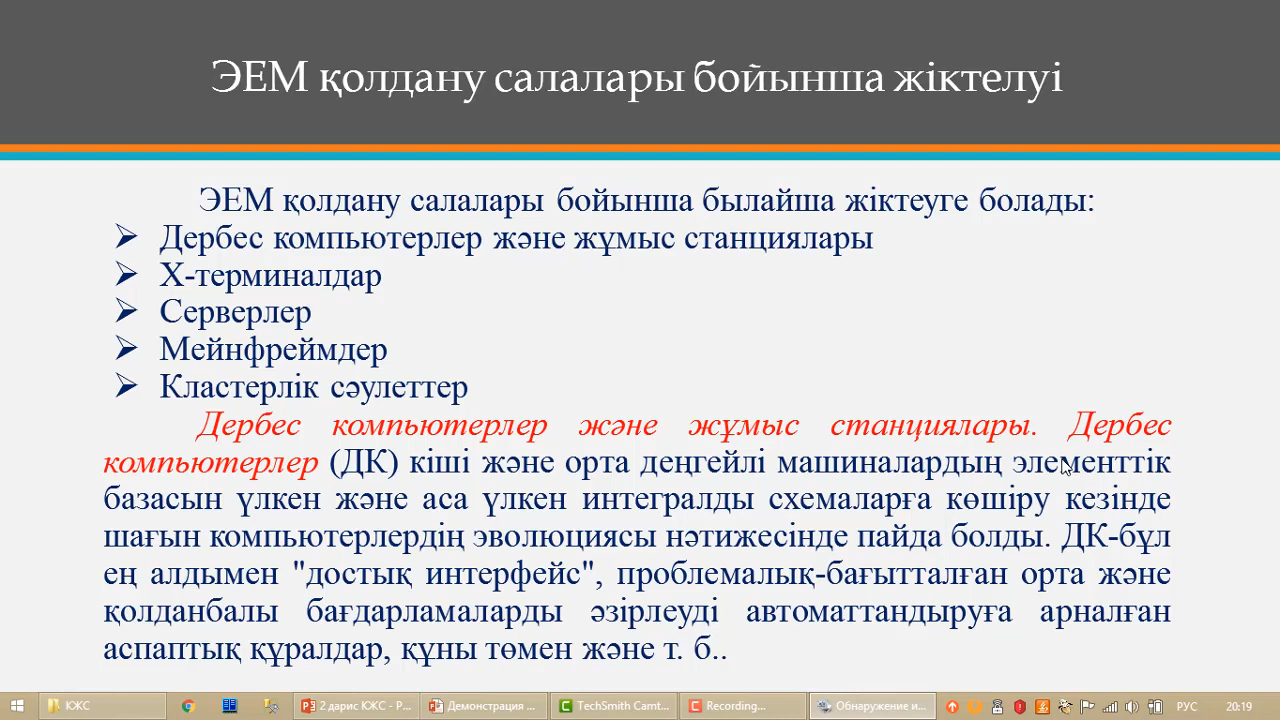 ЭЕМ қолдану салалары бойынша жіктелуі
ЭЕМ қолдану салалары бойынша былайша жіктеуге болады:
Дербес компьютерлер және жұмыс станциялары
Х-терминалдар
Серверлер
Мейнфреймдер
Кластерлік сәулеттер
Дербес компьютерлер және жұмыс станциялары. Дербес
компьютерлер (ДК) кіші және орта деңгейлі машиналардың элементтік
базасын үлкен және аса үлкен интегралды схемаларға көшіру кезінде
шағын компьютерлердің эволюциясы нәтижесінде пайда болды. ДК-бұл
ең алдымен "достық интерфейс", проблемалық-бағытталған орта және
қолданбалы бағдарламаларды әзірлеуді автоматтандыруға арналған
аспаптық құралдар, құны төмен және т. б..
КЖС
2 дарис КЖС - P...
Демонстрация ...
TechSmith Camt...
Recording...
Обнаружение и...
РУС
20:19